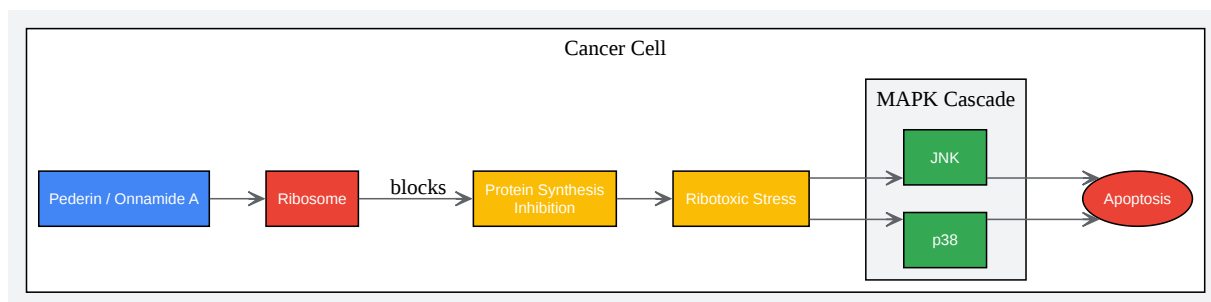 Cancer Cell
MAPK Cascade
Pederin / Onnamide A
Ribosome
blocks
Protein Synthesis
Inhibition
Ribotoxic Stress
JNK
p38
Apoptosis